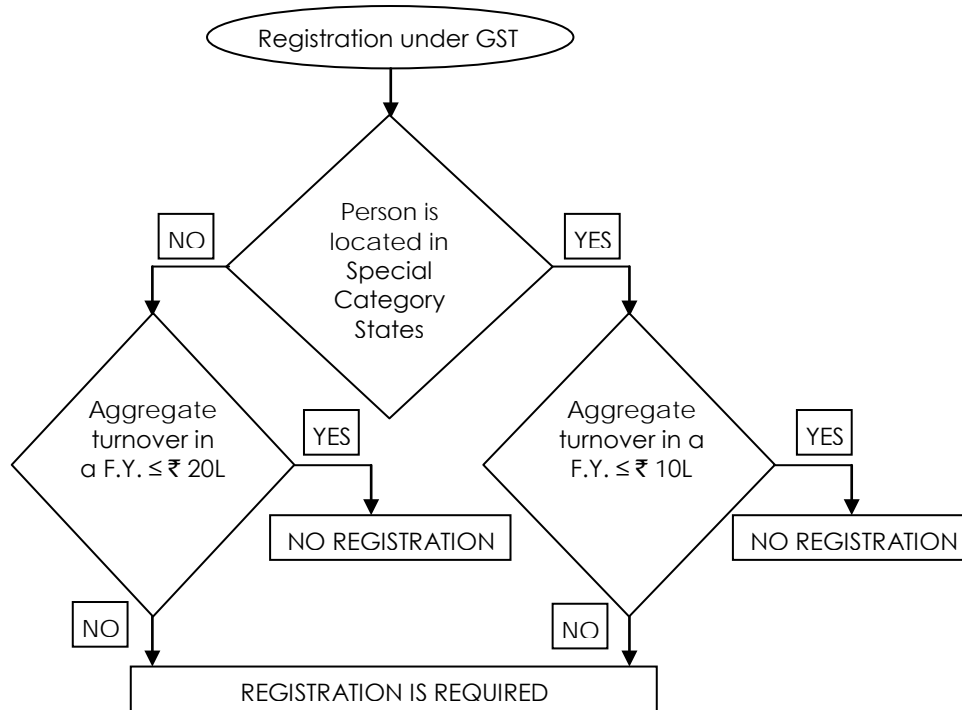 Registration under GST
Person is
located in
Special
Category
States
NO
YES
Aggregate
turnover in
a F.Y. ≤ ₹ 20L
YES
NO REGISTRATION
NO
Aggregate
turnover in a
F.Y. ≤ ₹ 10L
YES
NO REGISTRATION
NO
REGISTRATION IS REQUIRED